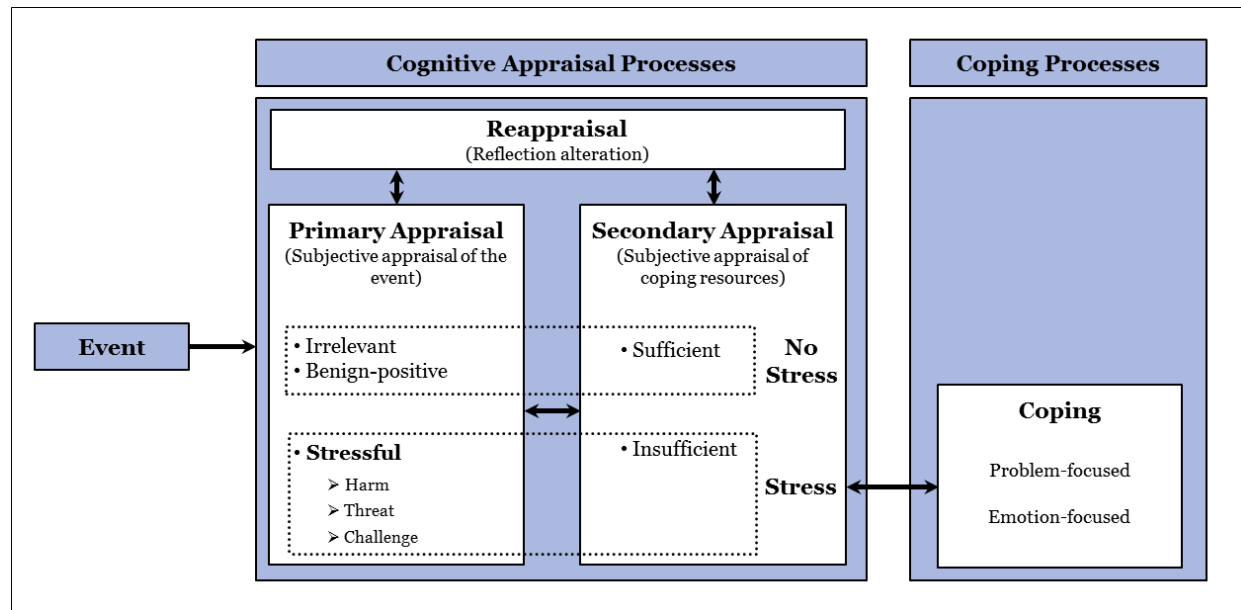 Cognitive Appraisal Processes
Coping Processes
Reappraisal
(Reflection alteration)
Primary Appraisal
(Subjective appraisal of the
event)
Secondary Appraisal
(Subjective appraisal of
coping resources)
Event
• Irrelevant
• Benign-positive
• Sufficient
No
Stress
• Stressful
➢ Harm
➢ Threat
➢ Challenge
• Insufficient
Stress
Coping
Problem-focused
Emotion-focused